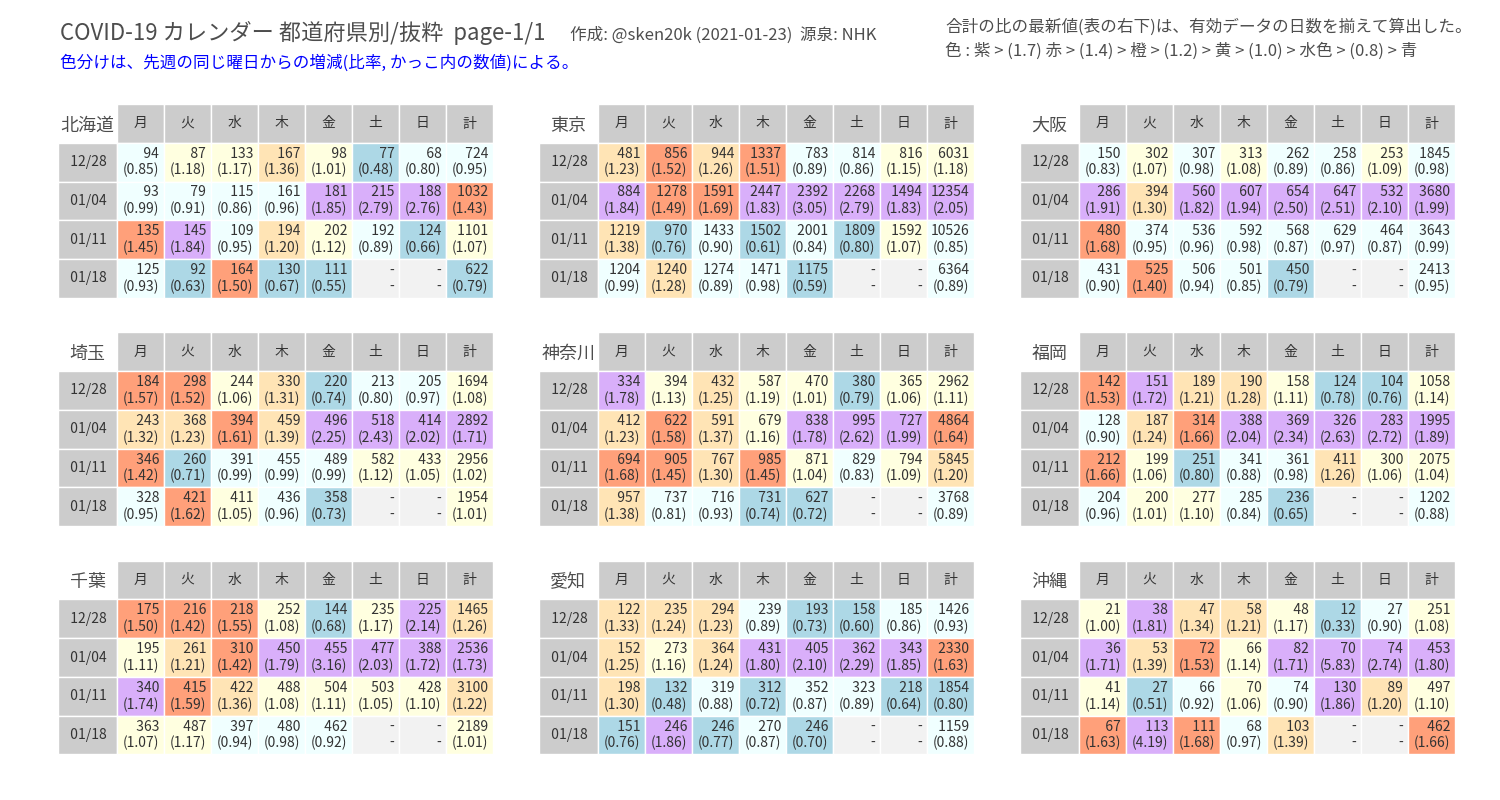 COVID-19 カレンダー 都道府県別/抜粋 page-1/1 作成: @sken20k (2021-01-23) 源泉: NHK
色分けは、先週の同じ曜日からの増減(比率, かっこ内の数値)による。
合計の比の最新値(表の右下)は、有効データの日数を揃えて算出した。
色 : 紫 > (1.7) 赤 > (1.4) > 橙 > (1.2) > 黄 > (1.0) > 水色 > (0.8) > 青
北海道 月 火 水 木 金 土 日 計
12/28 94 87 133 167 98 77 68 724
(0.85) (1.18) (1.17) (1.36) (1.01) (0.48) (0.80) (0.95)
01/04 93 79 115 161 181 215 188 1032
(0.99) (0.91) (0.86) (0.96) (1.85) (2.79) (2.76) (1.43)
01/11 135 145 109 194 202 192 124 1101
(1.45) (1.84) (0.95) (1.20) (1.12) (0.89) (0.66) (1.07)
01/18 125 92 164 130 111 - - 622
(0.93) (0.63) (1.50) (0.67) (0.55) - - (0.79)
東京 月 火 水 木 金 土 日 計
12/28 481 856 944 1337 783 814 816 6031
(1.23) (1.52) (1.26) (1.51) (0.89) (0.86) (1.15) (1.18)
01/04 884 1278 1591 2447 2392 2268 1494 12354
(1.84) (1.49) (1.69) (1.83) (3.05) (2.79) (1.83) (2.05)
01/11 1219 970 1433 1502 2001 1809 1592 10526
(1.38) (0.76) (0.90) (0.61) (0.84) (0.80) (1.07) (0.85)
01/18 1204 1240 1274 1471 1175 - - 6364
(0.99) (1.28) (0.89) (0.98) (0.59) - - (0.89)
大阪 月 火 水 木 金 土 日 計
12/28 150 302 307 313 262 258 253 1845
(0.83) (1.07) (0.98) (1.08) (0.89) (0.86) (1.09) (0.98)
01/04 286 394 560 607 654 647 532 3680
(1.91) (1.30) (1.82) (1.94) (2.50) (2.51) (2.10) (1.99)
01/11 480 374 536 592 568 629 464 3643
(1.68) (0.95) (0.96) (0.98) (0.87) (0.97) (0.87) (0.99)
01/18 431 525 506 501 450 - - 2413
(0.90) (1.40) (0.94) (0.85) (0.79) - - (0.95)
埼玉 月 火 水 木 金 土 日 計
12/28 184 298 244 330 220 213 205 1694
(1.57) (1.52) (1.06) (1.31) (0.74) (0.80) (0.97) (1.08)
01/04 243 368 394 459 496 518 414 2892
(1.32) (1.23) (1.61) (1.39) (2.25) (2.43) (2.02) (1.71)
01/11 346 260 391 455 489 582 433 2956
(1.42) (0.71) (0.99) (0.99) (0.99) (1.12) (1.05) (1.02)
01/18 328 421 411 436 358 - - 1954
(0.95) (1.62) (1.05) (0.96) (0.73) - - (1.01)
神奈川 月 火 水 木 金 土 日 計
12/28 334 394 432 587 470 380 365 2962
(1.78) (1.13) (1.25) (1.19) (1.01) (0.79) (1.06) (1.11)
01/04 412 622 591 679 838 995 727 4864
(1.23) (1.58) (1.37) (1.16) (1.78) (2.62) (1.99) (1.64)
01/11 694 905 767 985 871 829 794 5845
(1.68) (1.45) (1.30) (1.45) (1.04) (0.83) (1.09) (1.20)
01/18 957 737 716 731 627 - - 3768
(1.38) (0.81) (0.93) (0.74) (0.72) - - (0.89)
福岡 月 火 水 木 金 土 日 計
12/28 142 151 189 190 158 124 104 1058
(1.53) (1.72) (1.21) (1.28) (1.11) (0.78) (0.76) (1.14)
01/04 128 187 314 388 369 326 283 1995
(0.90) (1.24) (1.66) (2.04) (2.34) (2.63) (2.72) (1.89)
01/11 212 199 251 341 361 411 300 2075
(1.66) (1.06) (0.80) (0.88) (0.98) (1.26) (1.06) (1.04)
01/18 204 200 277 285 236 - - 1202
(0.96) (1.01) (1.10) (0.84) (0.65) - - (0.88)
千葉 月 火 水 木 金 土 日 計
12/28 175 216 218 252 144 235 225 1465
(1.50) (1.42) (1.55) (1.08) (0.68) (1.17) (2.14) (1.26)
01/04 195 261 310 450 455 477 388 2536
(1.11) (1.21) (1.42) (1.79) (3.16) (2.03) (1.72) (1.73)
01/11 340 415 422 488 504 503 428 3100
(1.74) (1.59) (1.36) (1.08) (1.11) (1.05) (1.10) (1.22)
01/18 363 487 397 480 462 - - 2189
(1.07) (1.17) (0.94) (0.98) (0.92) - - (1.01)
愛知 月 火 水 木 金 土 日 計
12/28 122 235 294 239 193 158 185 1426
(1.33) (1.24) (1.23) (0.89) (0.73) (0.60) (0.86) (0.93)
01/04 152 273 364 431 405 362 343 2330
(1.25) (1.16) (1.24) (1.80) (2.10) (2.29) (1.85) (1.63)
01/11 198 132 319 312 352 323 218 1854
(1.30) (0.48) (0.88) (0.72) (0.87) (0.89) (0.64) (0.80)
01/18 151 246 246 270 246 - - 1159
(0.76) (1.86) (0.77) (0.87) (0.70) - - (0.88)
沖縄 月 火 水 木 金 土 日 計
12/28 21 38 47 58 48 12 27 251
(1.00) (1.81) (1.34) (1.21) (1.17) (0.33) (0.90) (1.08)
01/04 36 53 72 66 82 70 74 453
(1.71) (1.39) (1.53) (1.14) (1.71) (5.83) (2.74) (1.80)
01/11 41 27 66 70 74 130 89 497
(1.14) (0.51) (0.92) (1.06) (0.90) (1.86) (1.20) (1.10)
01/18 67 113 111 68 103 - - 462
(1.63) (4.19) (1.68) (0.97) (1.39) - - (1.66)